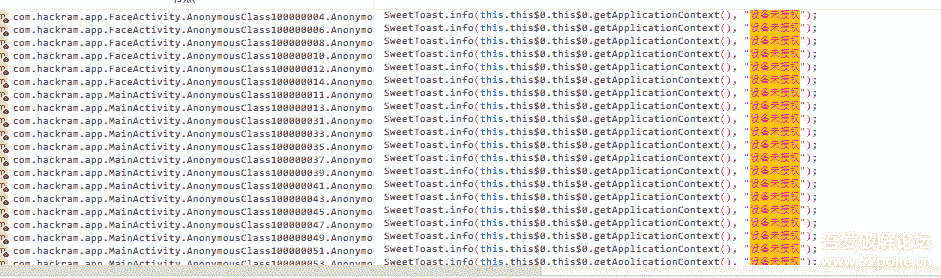 com.hackram.app.FaceActivity.AnonymousClass100000004.Anonymo SweetToast.info(this.this$0.this$0.getApplicationContext(), "设备未授权");
com.hackram.app.FaceActivity.AnonymousClass100000006.Anonymo SweetToast.info(this.this$0.this$0.getApplicationContext(), "设备未授权");
com.hackram.app.FaceActivity.AnonymousClass100000008.Anonymo SweetToast.info(this.this$0.this$0.getApplicationContext(), "设备未授权");
com.hackram.app.FaceActivity.AnonymousClass100000010.Anonymo SweetToast.info(this.this$0.this$0.getApplicationContext(), "设备未授权");
com.hackram.app.FaceActivity.AnonymousClass100000012.Anonymo SweetToast.info(this.this$0.this$0.getApplicationContext(), "设备未授权");
com.hackram.app.FaceActivity.AnonymousClass100000014.Anonymo SweetToast.info(this.this$0.this$0.getApplicationContext(), "设备未授权");
com.hackram.app.MainActivity.AnonymousClass100000011.Anonymo SweetToast.info(this.this$0.this$0.getApplicationContext(), "设备未授权");
com.hackram.app.MainActivity.AnonymousClass100000013.Anonymo SweetToast.info(this.this$0.this$0.getApplicationContext(), "设备未授权");
com.hackram.app.MainActivity.AnonymousClass100000031.Anonymo SweetToast.info(this.this$0.this$0.getApplicationContext(), "设备未授权");
com.hackram.app.MainActivity.AnonymousClass100000033.Anonymo SweetToast.info(this.this$0.this$0.getApplicationContext(), "设备未授权");
com.hackram.app.MainActivity.AnonymousClass100000035.Anonymo SweetToast.info(this.this$0.this$0.getApplicationContext(), "设备未授权");
com.hackram.app.MainActivity.AnonymousClass100000037.Anonymo SweetToast.info(this.this$0.this$0.getApplicationContext(), "设备未授权");
com.hackram.app.MainActivity.AnonymousClass100000039.Anonymo SweetToast.info(this.this$0.this$0.getApplicationContext(), "设备未授权");
com.hackram.app.MainActivity.AnonymousClass100000041.Anonymo SweetToast.info(this.this$0.this$0.getApplicationContext(), "设备未授权");
com.hackram.app.MainActivity.AnonymousClass100000043.Anonymo SweetToast.info(this.this$0.this$0.getApplicationContext(), "设备未授权");
com.hackram.app.MainActivity.AnonymousClass100000045.Anonymo SweetToast.info(this.this$0.this$0.getApplicationContext(), "设备未授权");
com.hackram.app.MainActivity.AnonymousClass100000047.Anonymo SweetToast.info(this.this$0.this$0.getApplicationContext(), "设备未授权");
com.hackram.app.MainActivity.AnonymousClass100000049.Anonymo SweetToast.info(this.this$0.this$0.getApplicationContext(), "设备未授权");
com.hackram.app.MainActivity.AnonymousClass100000051.Anonymo SweetToast.info(this.this$0.this$0.getApplicationContext(), "设备未授权");
com.hackram.app.MainActivity.AnonymousClass100000053.Anonymo SweetToast.info(this.this$0.this$0.getApplicationContext(), "设备未授权");
吾爱破解论坛
www.52pojie.cn